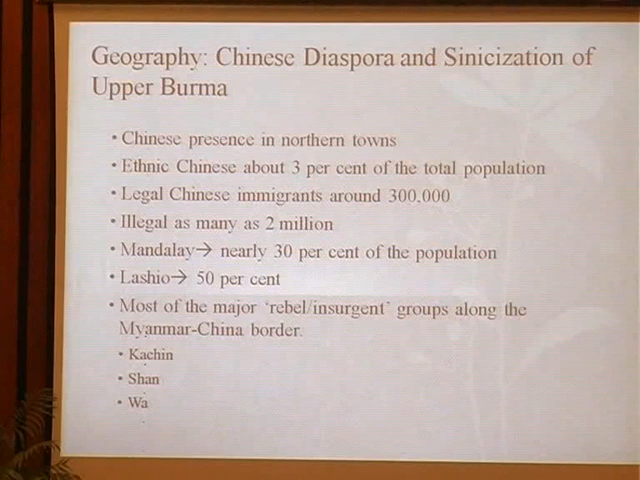 Geography: Chinese Diaspora and Sinicization of
Upper Burma
• Chinese presence in northern towns
• Ethnic Chinese about 3 per cent of the total population
• Legal Chinese immigrants around 300,000
• Illegal as many as 2 million
• Mandalay→ nearly 30 per cent of the population
• Lashio→ 50 per cent
• Most of the major ‘rebel/insurgent’ groups along the
Myanmar-China border.
• Kachin
• Shan
• Wa